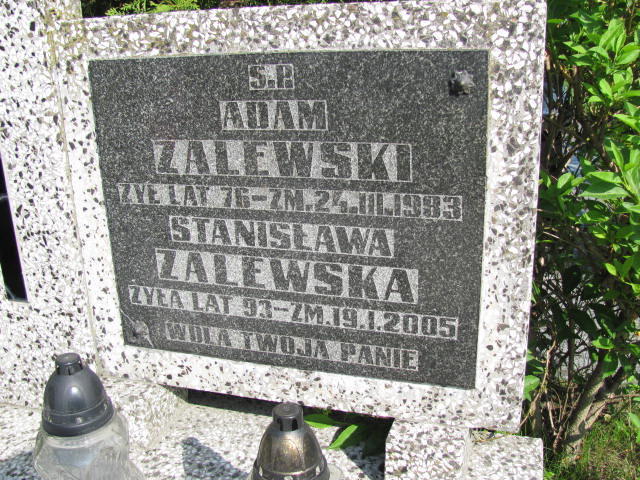 Ś.P.
ADAM
ZALEWSKI
ŻYŁ LAT 76-ZM.24.III.1983
STANISŁAWA
ZALEWSKA
ŻYŁA LAT 93-ZM.19.I.2005
WOLA TWOJA PANIE